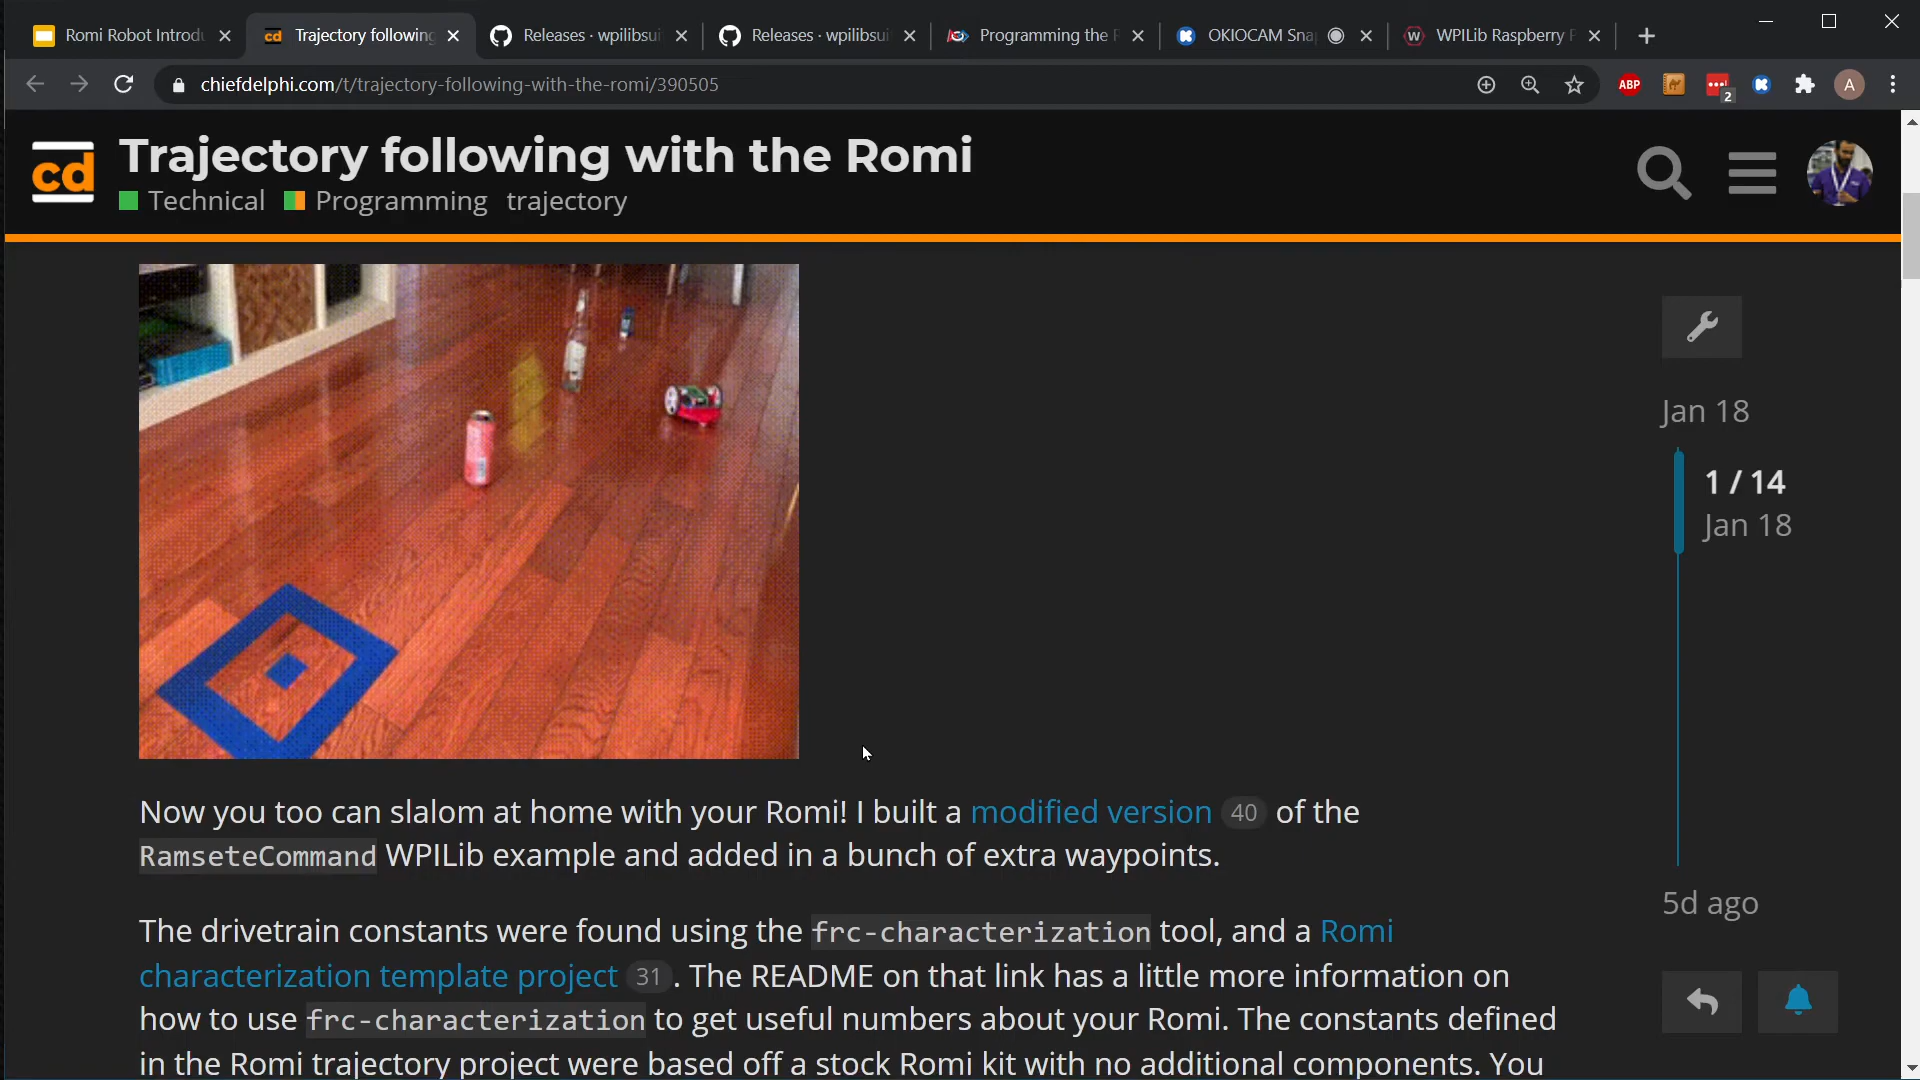 Romi Robot Introdu
Trajectory following
Releases · wpilibsui
Releases · wpilibsui
Programming the
OKIOCAM Sna
WPILib Raspberry P
chiefdelphi.com/t/trajectory-following-with-the-romi/390505
ABP
2
A
cd
Trajectory following with the Romi
Technical Programming trajectory
Jan 18
1 / 14
Jan 18
5d ago
Now you too can slalom at home with your Romi! I built a modified version 40 of the
RamseteCommand WPILib example and added in a bunch of extra waypoints.
The drivetrain constants were found using the frc-characterization tool, and a Romi
characterization template project 31. The README on that link has a little more information on
how to use frc-characterization to get useful numbers about your Romi. The constants defined
in the Romi trajectory project were based off a stock Romi kit with no additional components. You